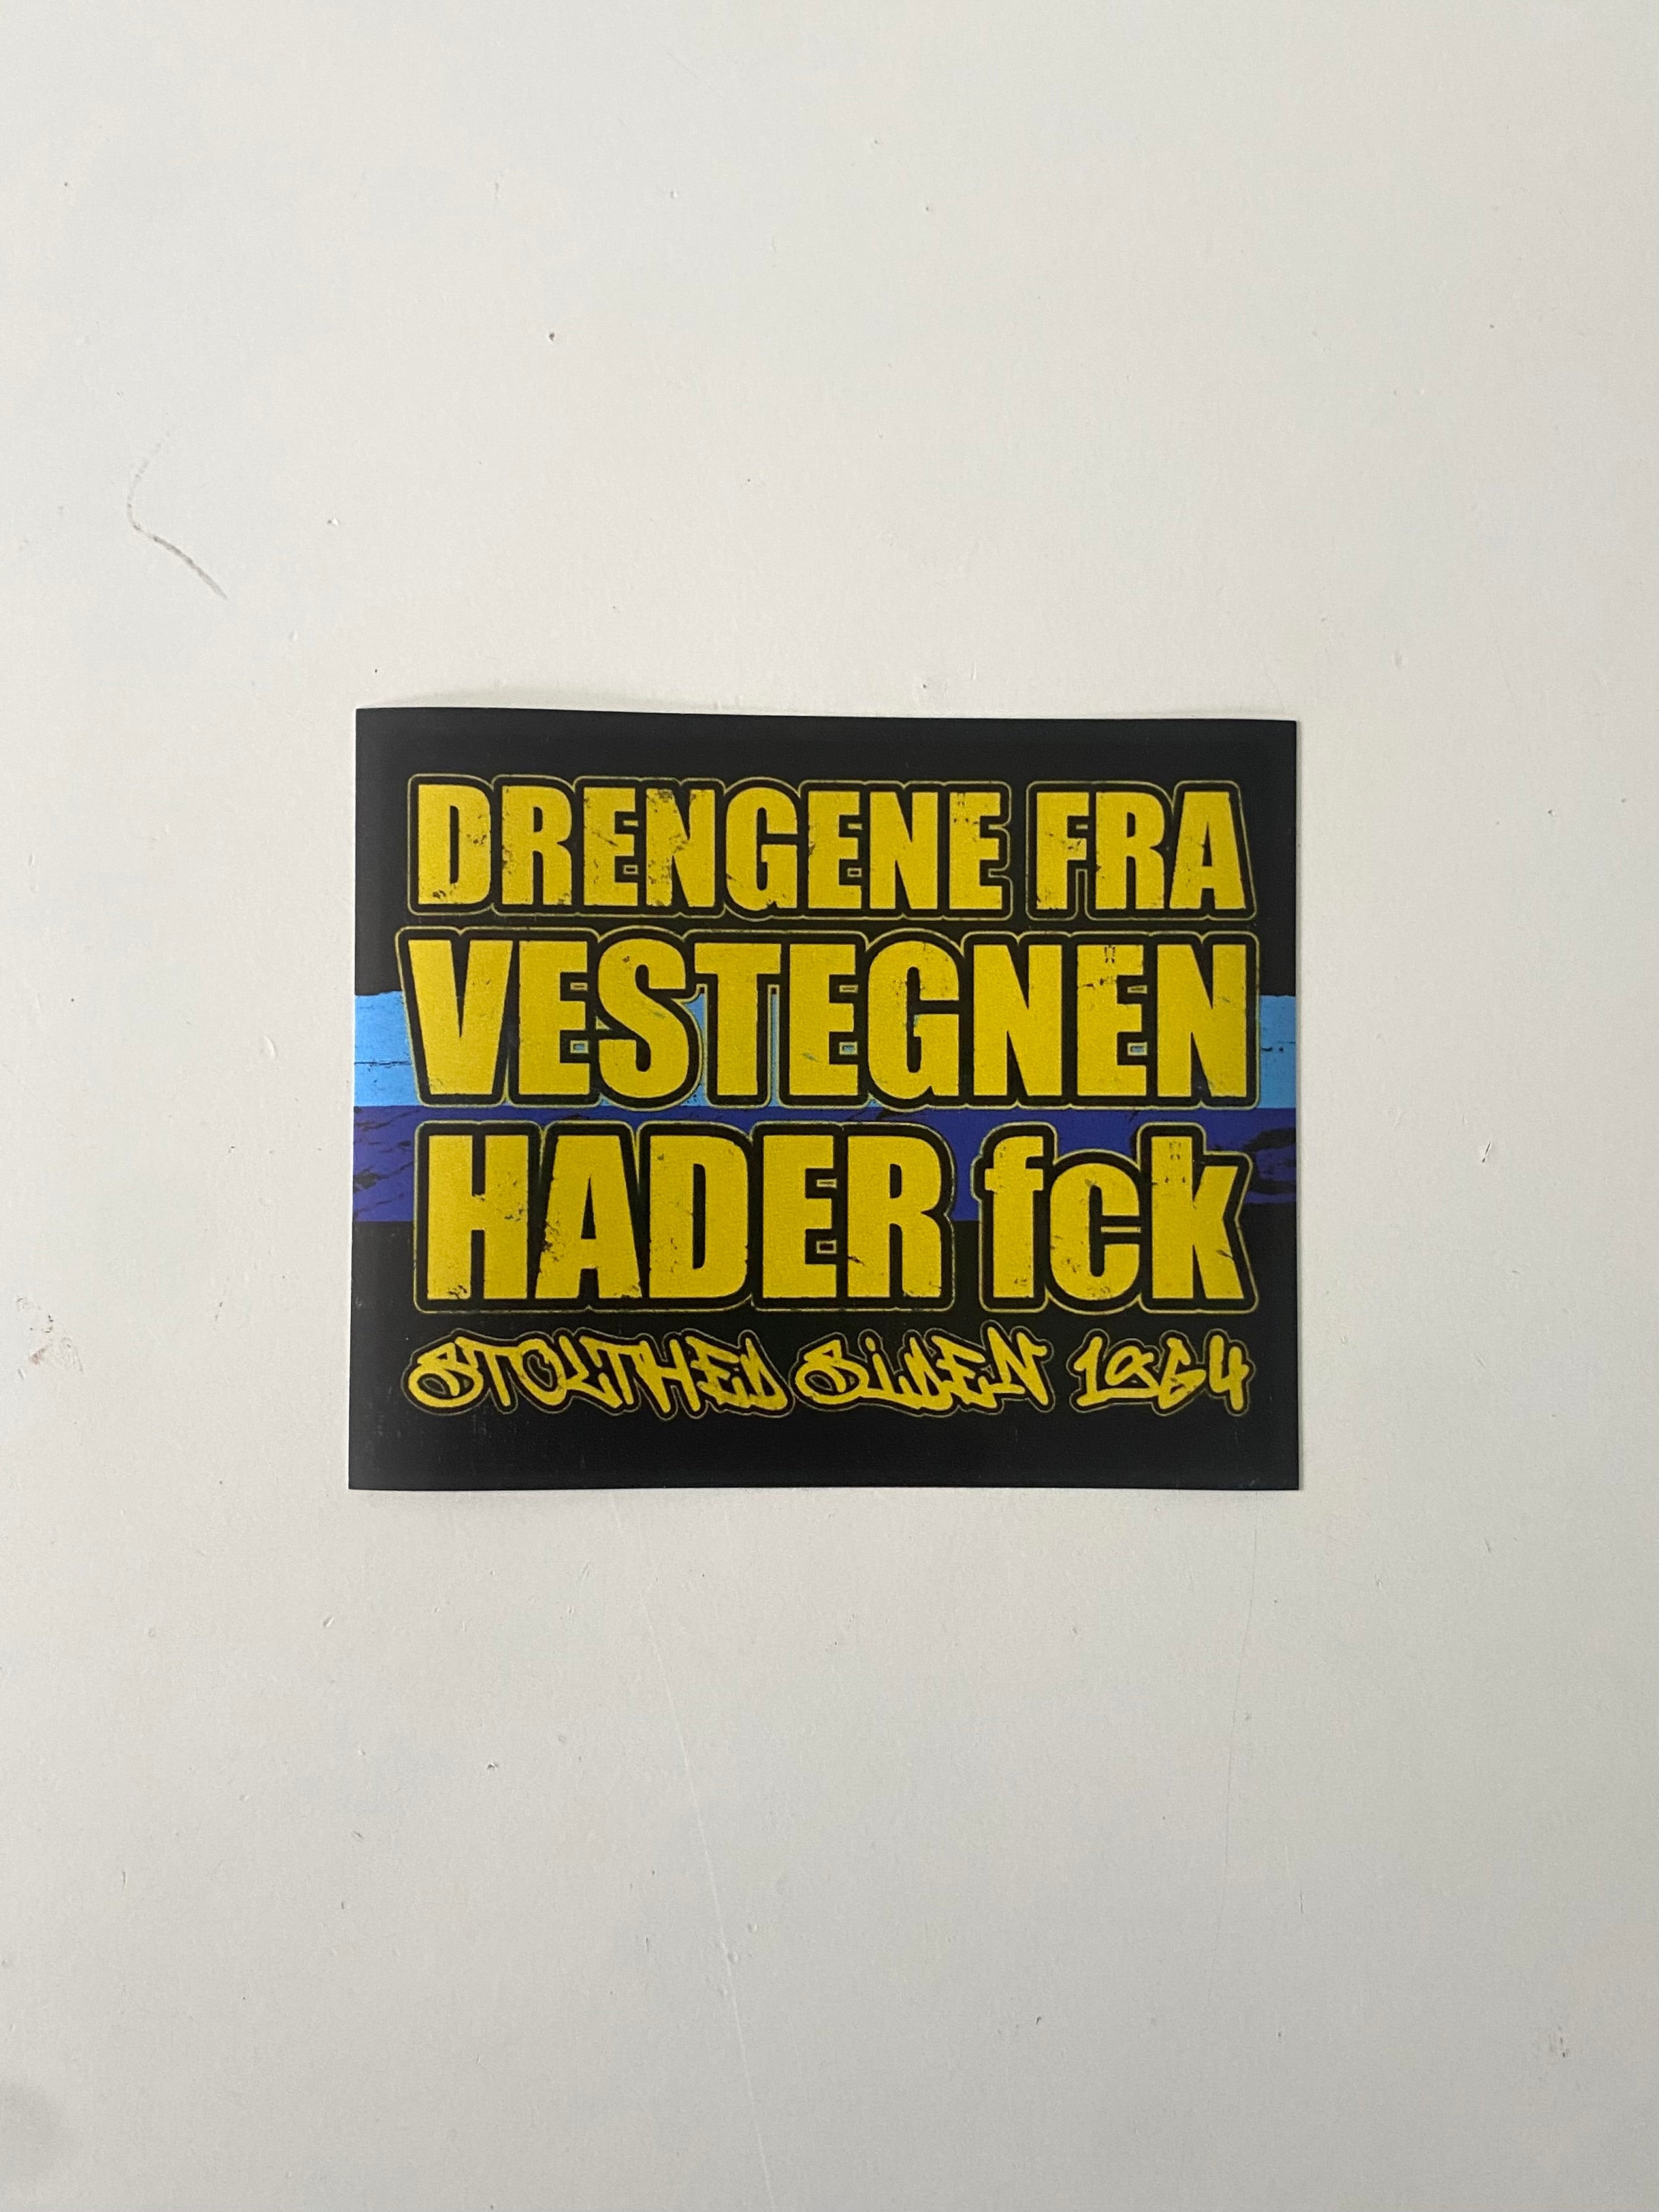 DRENGENE FRA
VESTEGNEN
HADER fck
STOLTHED SiDEN 1964